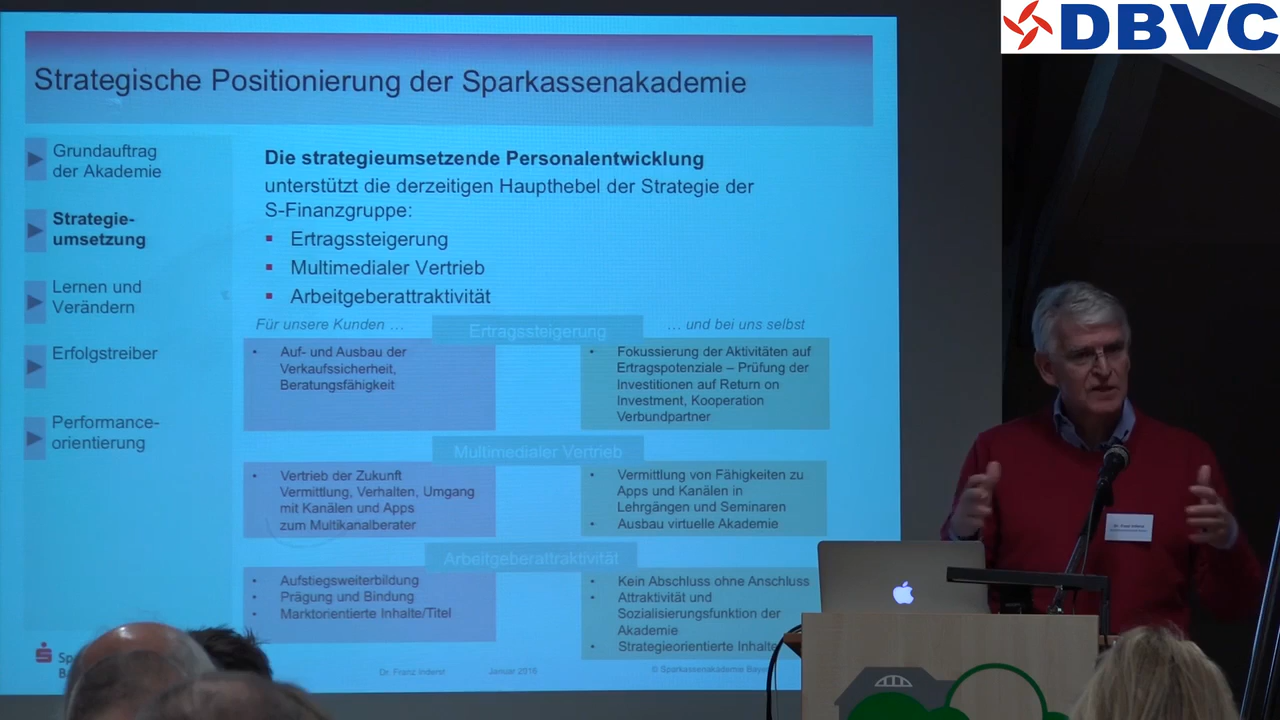 DBVC
Strategische Positionierung der Sparkassenakademie
Grundauftrag
der Akademie
Strategie-
umsetzung
Lernen und
Verändern
Erfolgstreiber
Performance-
orientierung
Die strategieumsetzende Personalentwicklung
unterstützt die derzeitigen Haupthebel der Strategie der
S-Finanzgruppe:
▪ Ertragssteigerung
▪ Multimedialer Vertrieb
▪ Arbeitgeberattraktivität
Für unsere Kunden …
Ertragssteigerung
… und bei uns selbst
• Auf- und Ausbau der
Verkaufssicherheit,
Beratungsfähigkeit
• Fokussierung der Aktivitäten auf
Ertragspotenziale – Prüfung der
Investitionen auf Return on
Investment, Kooperation
Verbundpartner
Multimedialer Vertrieb
• Vertrieb der Zukunft
Vermittlung, Verhalten, Umgang
mit Kanälen und Apps
zum Multikanalberater
• Vermittlung von Fähigkeiten zu
Apps und Kanälen in
Lehrgängen und Seminaren
• Ausbau virtuelle Akademie
Arbeitgeberattraktivität
• Aufstiegsweiterbildung
• Prägung und Bindung
• Marktorientierte Inhalte/Titel
• Kein Abschluss ohne Anschluss
• Attraktivität und
Sozialisierungsfunktion der
Akademie
• Strategieorientierte Inhalte
Dr. Franz Inderst
Januar 2016
© Sparkassenakademie